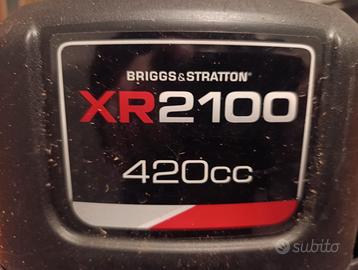 BRIGGS&STRATTON®
XR2100
420cc
subito